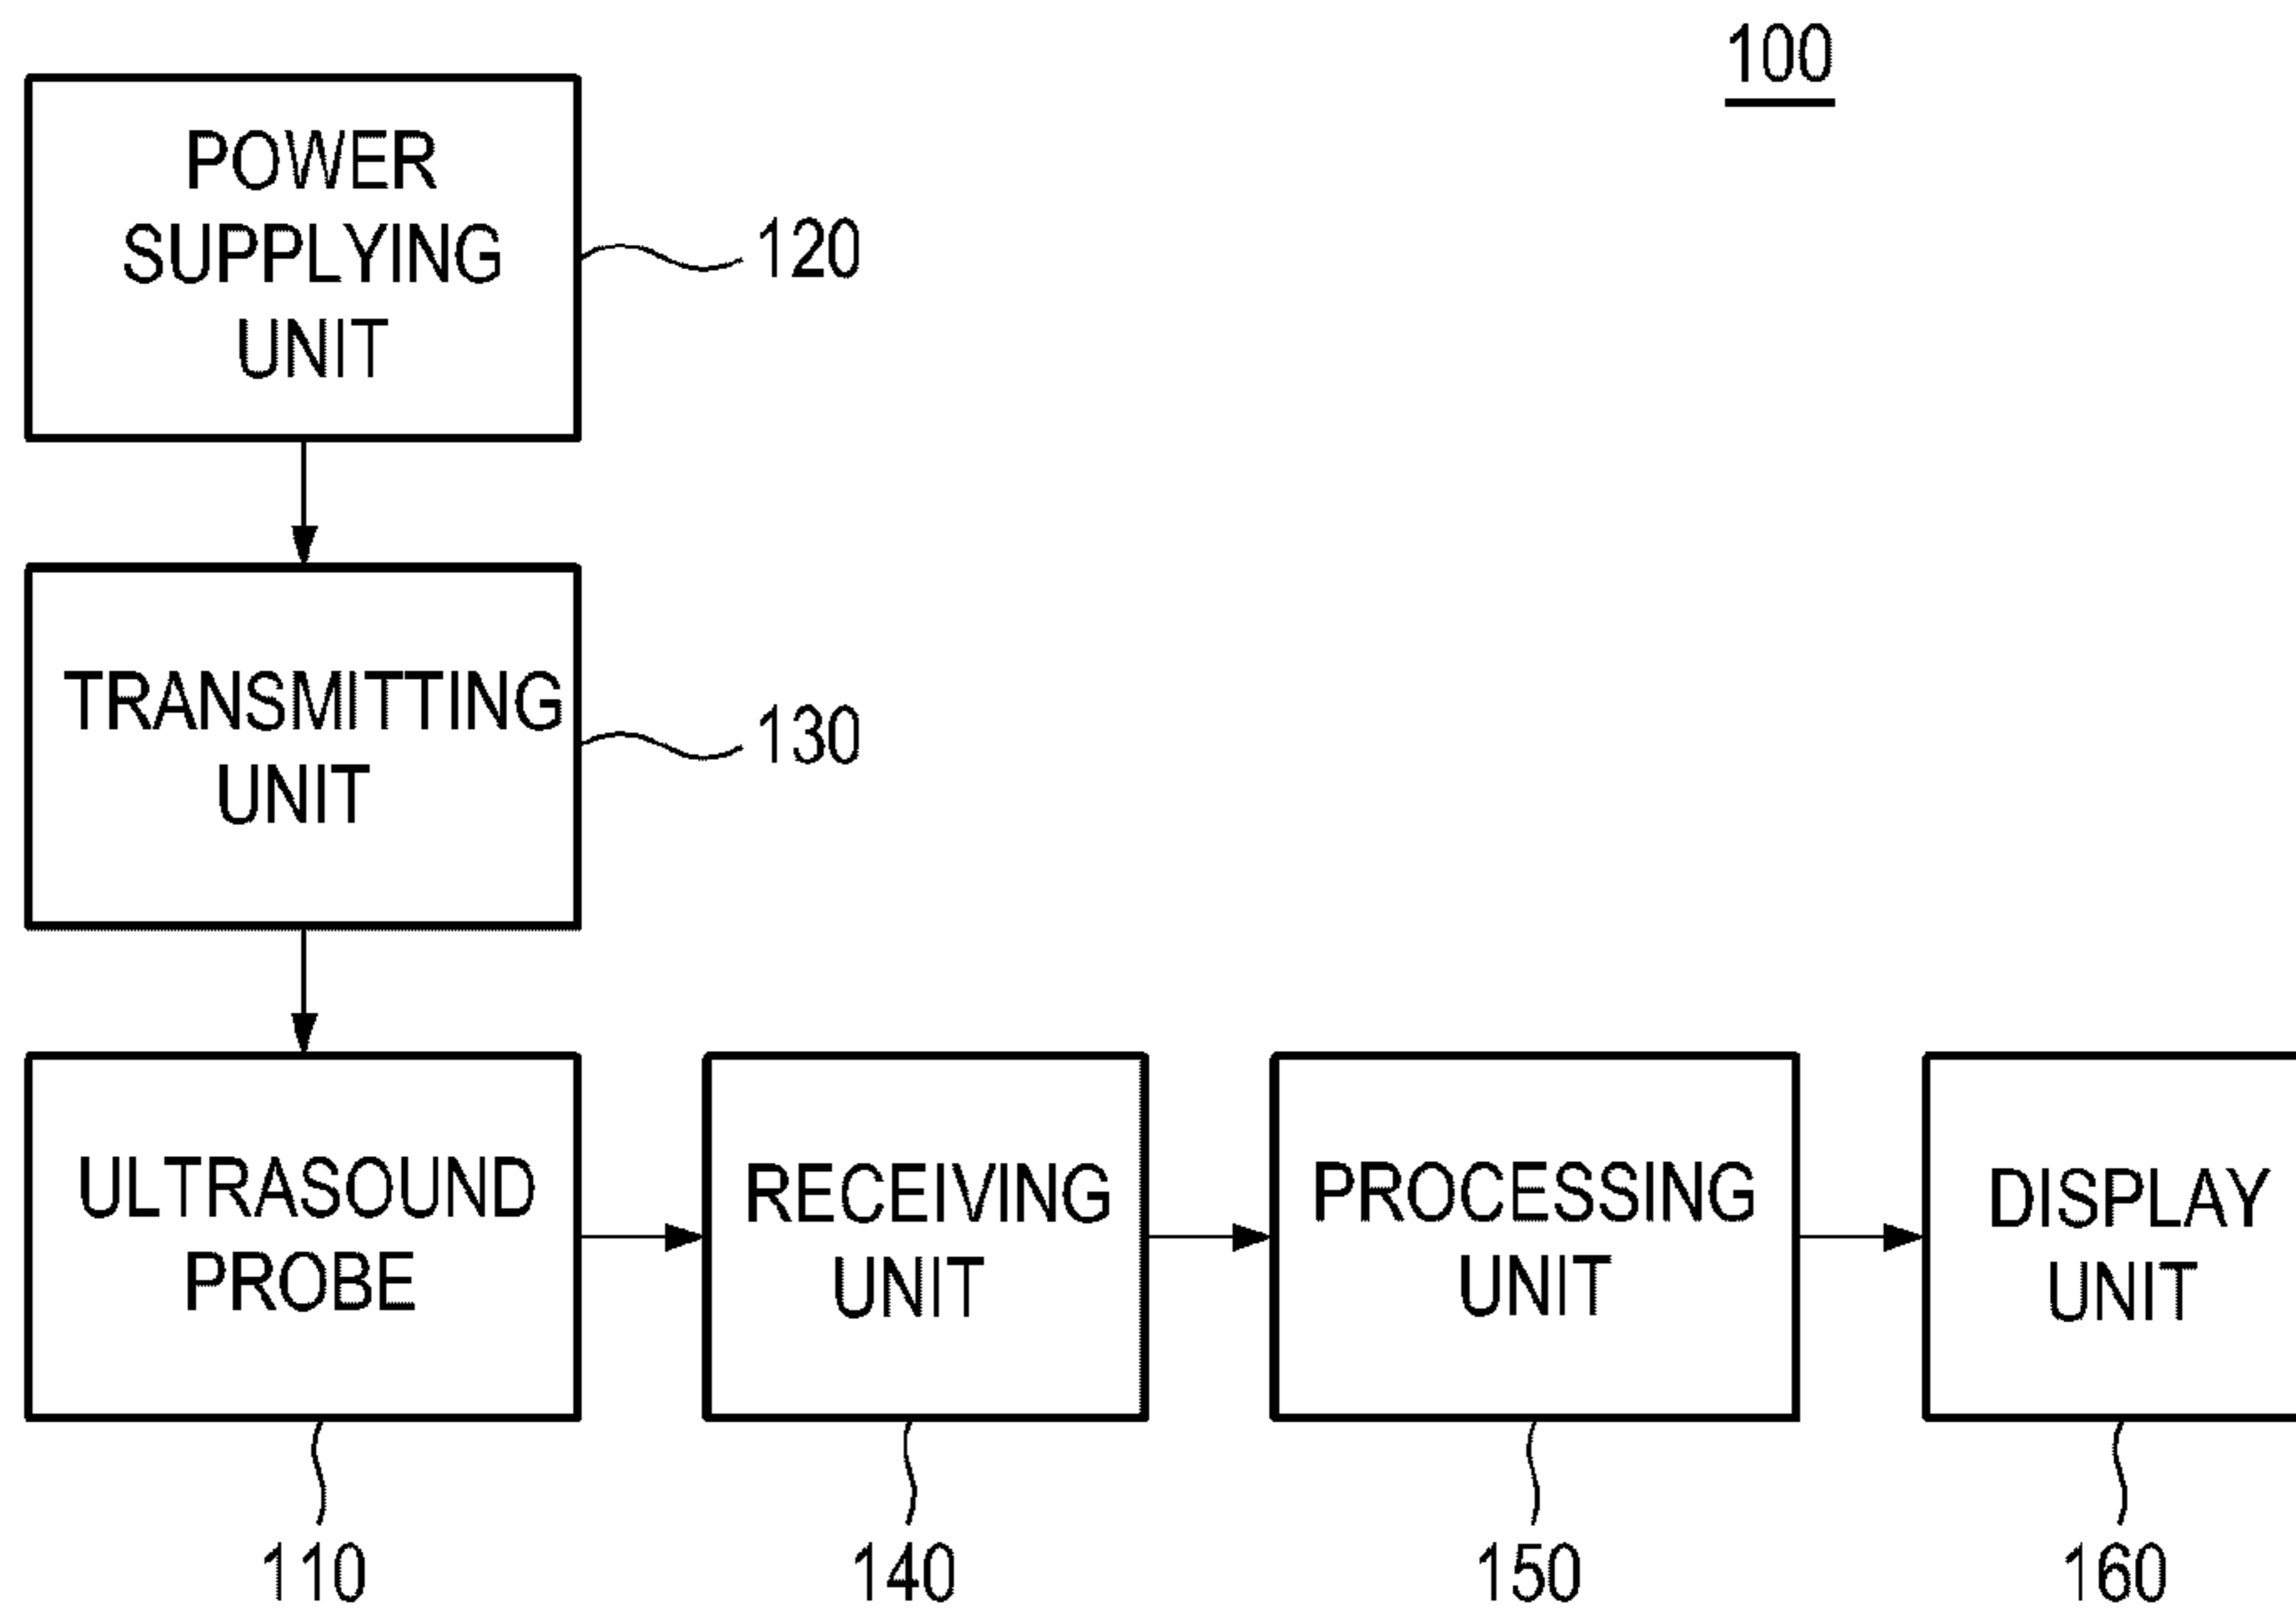 100
POWER
SUPPLYING
UNIT
120
TRANSMITTING
UNIT
130
ULTRASOUND
PROBE
RECEIVING
UNIT
PROCESSING
UNIT
DISPLAY
UNIT
110
140
150
160